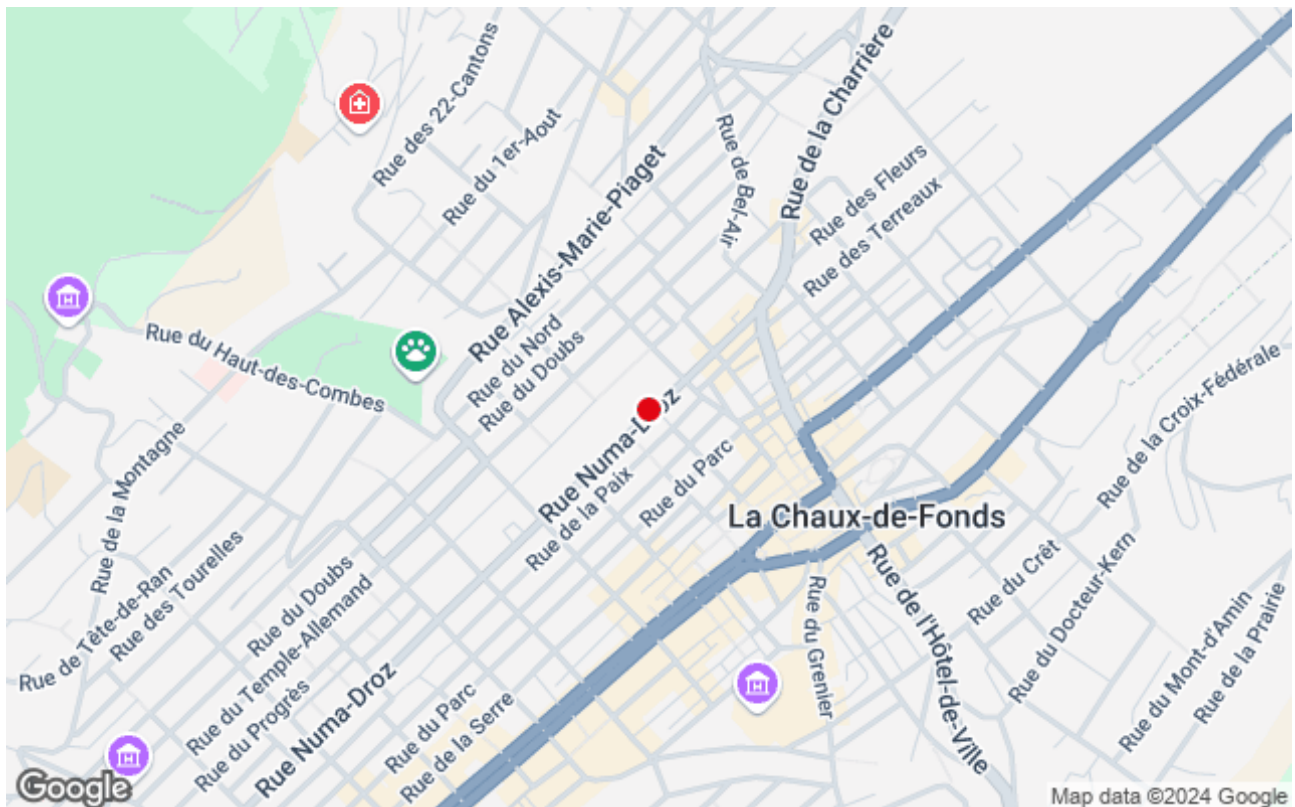 Rue des 22-Cantons
Rue du 1er-Aout
Rue Alexis-Marie-Piaget
Rue de Bel-Air
Rue de la Charrière
Rue des Fleurs
Rue des Terreaux
Rue du Haut-des-Combes
Rue du Nord
Rue du Doubs
Rue Numa-Droz
Rue de la Paix
Rue du Parc
La Chaux-de-Fonds
Rue de la Croix-Fédérale
Rue de la Montagne
Rue de Tête-de-Ran
Rue des Tourelles
Rue du Doubs
Rue du Temple-Allemand
Rue du Progrès
Rue Numa-Droz
Rue du Parc
Rue de la Serre
Rue du Grenier
Rue de l'Hôtel-de-Ville
Rue du Crêt
Rue du Docteur-Kern
Rue du Mont-d'Amin
Rue de la Prairie
Google
Map data ©2024 Google